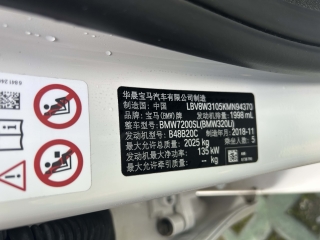 华晨宝马汽车有限公司制造
制造国：中国 LBV8W3105KMN94370
品牌：宝马(BMW)牌 发动机排量：1998 mL
整车型号：BMW7200SL(BMW320Li)
发动机型号：B48B20C 制造年月：2018-11
最大允许总质量：2025 kg 乘坐人数：5
发动机最大净功率：135 kW
最大允许牵引质量：- kg